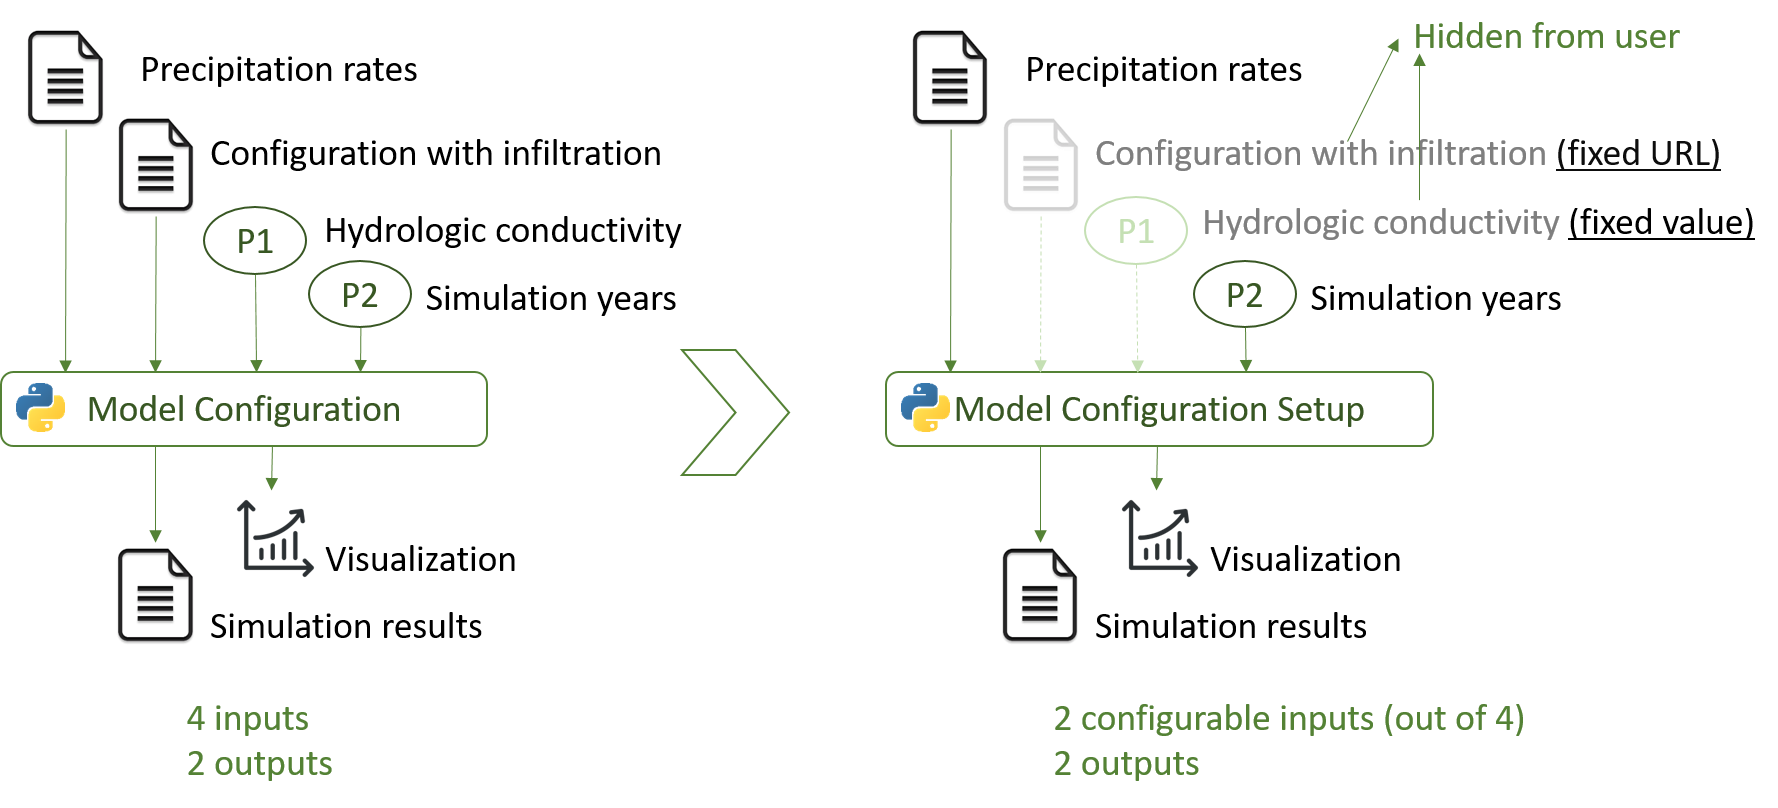 Precipitation rates
Configuration with infiltration
P1 Hydrologic conductivity
P2 Simulation years
Model Configuration
Visualization
Simulation results
4 inputs
2 outputs
Hidden from user
Precipitation rates
Configuration with infiltration (fixed URL)
P1 Hydrologic conductivity (fixed value)
P2 Simulation years
Model Configuration Setup
Visualization
Simulation results
2 configurable inputs (out of 4)
2 outputs